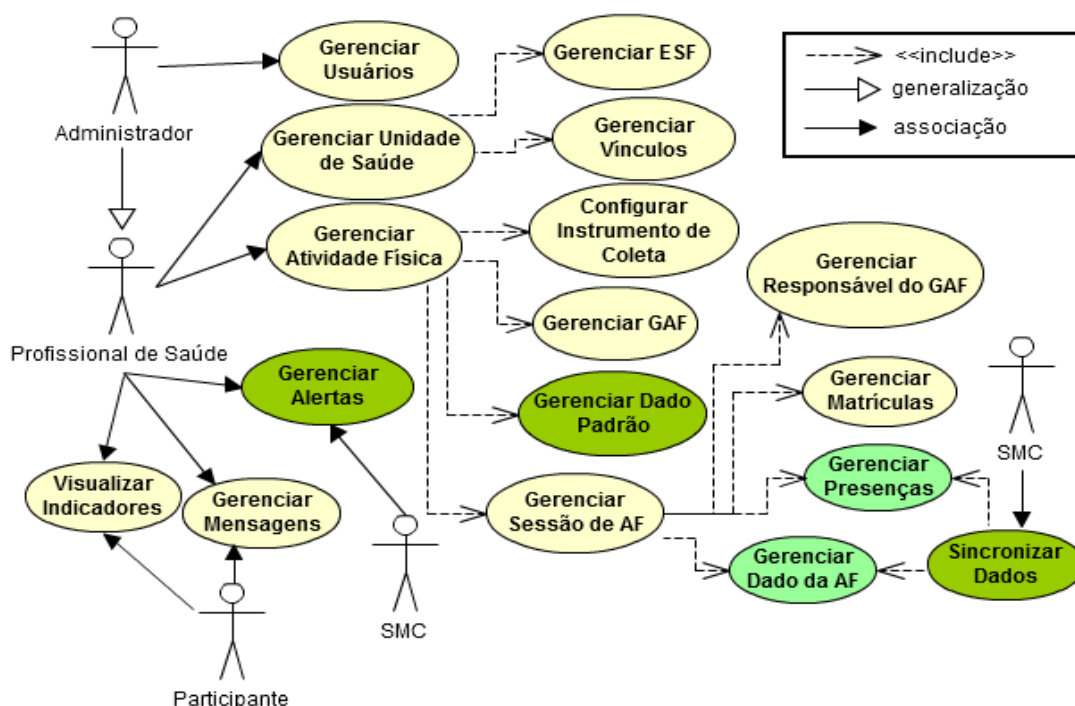 Administrador
Gerenciar
Usuários
Gerenciar ESF
<<include>>
generalização
associação
Gerenciar Unidade
de Saúde
Gerenciar
Vínculos
Gerenciar
Atividade Física
Configurar
Instrumento de
Coleta
Gerenciar
Responsável do GAF
Gerenciar GAF
Profissional de Saúde
Gerenciar
Alertas
Gerenciar Dado
Padrão
Gerenciar
Matrículas
SMC
Visualizar
Indicadores
Gerenciar
Mensagens
Gerenciar
Sessão de AF
Gerenciar
Presenças
Gerenciar
Dado da AF
Sincronizar
Dados
SMC
Participante